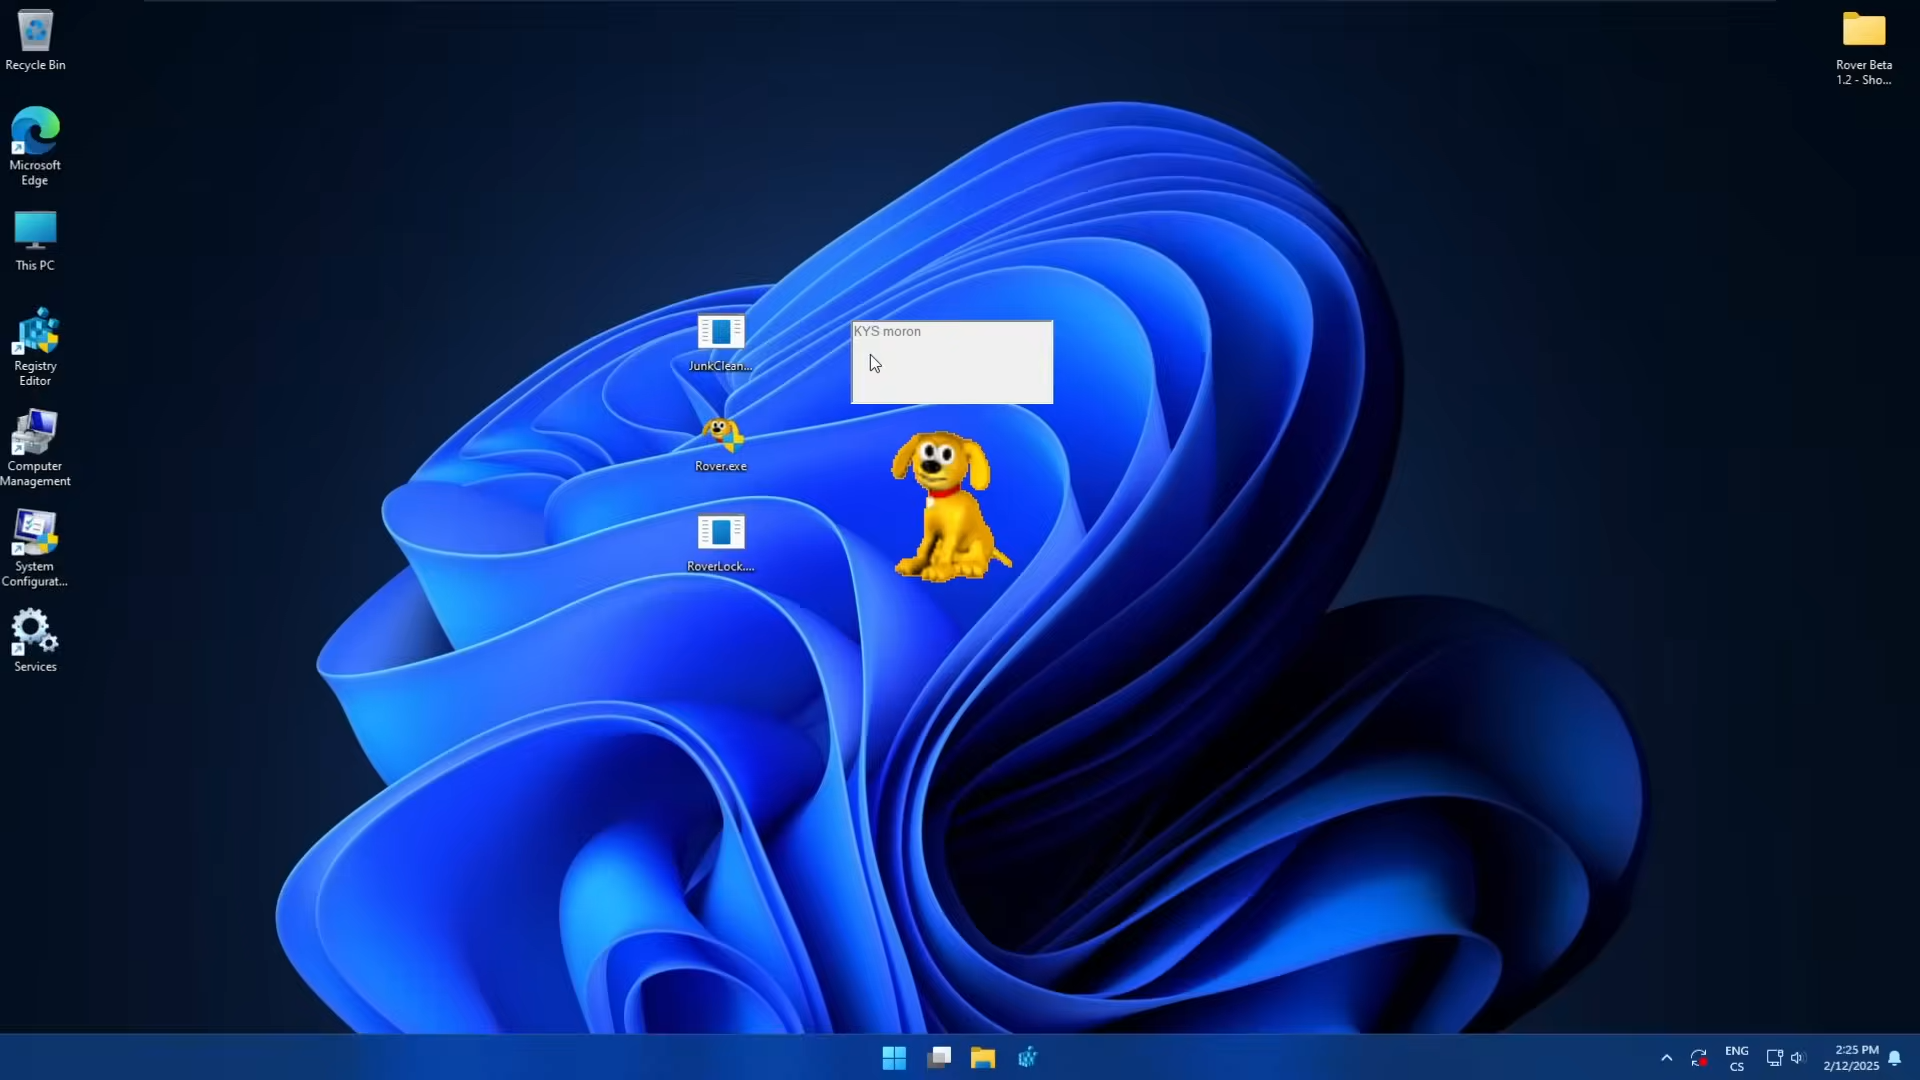 Recycle Bin
Microsoft
Edge
This PC
Registry
Editor
Computer
Management
System
Configurat...
Services
JunkClean...
Rover.exe
RoverLock....
KYS moron
Rover Beta
1.2 - Sho...
ENG
CS
2:25 PM
2/12/2025